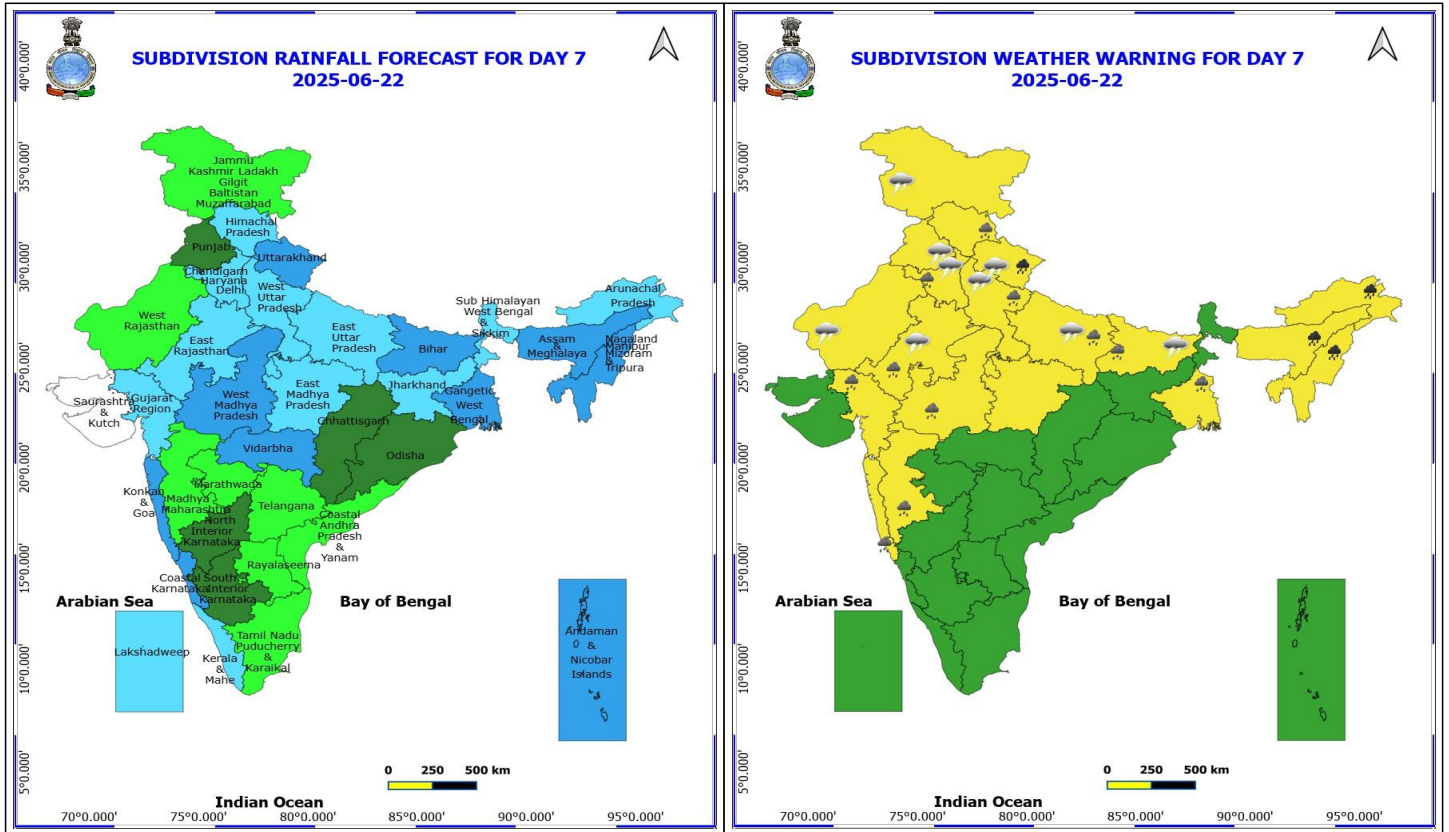 SUBDIVISION RAINFALL FORECAST FOR DAY 7
2025-06-22
40°0.000'
35°0.000'
30°0.000'
25°0.000'
20°0.000'
15°0.000'
10°0.000'
5°0.000'
Jammu
Kashmir Ladakh
Gilgit
Baltistan
Muzaffarabad
Himachal
Pradesh
Punjab
Uttarakhand
Chandigarh
Haryana
Delhi
West
Uttar
Pradesh
Arunachal
Pradesh
Sub Himalayan
West Bengal
&
Sikkim
West
Rajasthan
East
Rajasthan
East
Uttar
Pradesh
Bihar
Assam
&
Meghalaya
Nagaland
Manipur
Mizoram
&
Tripura
Saurashtra
&
Kutch
Gujarat
Region
West
Madhya
Pradesh
East
Madhya
Pradesh
Jharkhand
Gangetic
West
Bengal
Chhattisgarh
Odisha
Vidarbha
Konkan
&
Goa
Madhya
Maharashtra
Marathwada
Telangana
North
Interior
Karnataka
Coastal
Andhra
Pradesh
&
Yanam
Rayalaseema
Coastal
Karnataka
South
Interior
Karnataka
Arabian Sea
Bay of Bengal
Lakshadweep
Kerala
&
Mahe
Tamil Nadu
Puducherry
&
Karaikal
Andaman
&
Nicobar
Islands
0 250 500 km
Indian Ocean
70°0.000' 75°0.000' 80°0.000' 85°0.000' 90°0.000' 95°0.000'
SUBDIVISION WEATHER WARNING FOR DAY 7
2025-06-22
40°0.000'
35°0.000'
30°0.000'
25°0.000'
20°0.000'
15°0.000'
10°0.000'
5°0.000'
Arabian Sea
Bay of Bengal
0 250 500 km
Indian Ocean
70°0.000' 75°0.000' 80°0.000' 85°0.000' 90°0.000' 95°0.000'